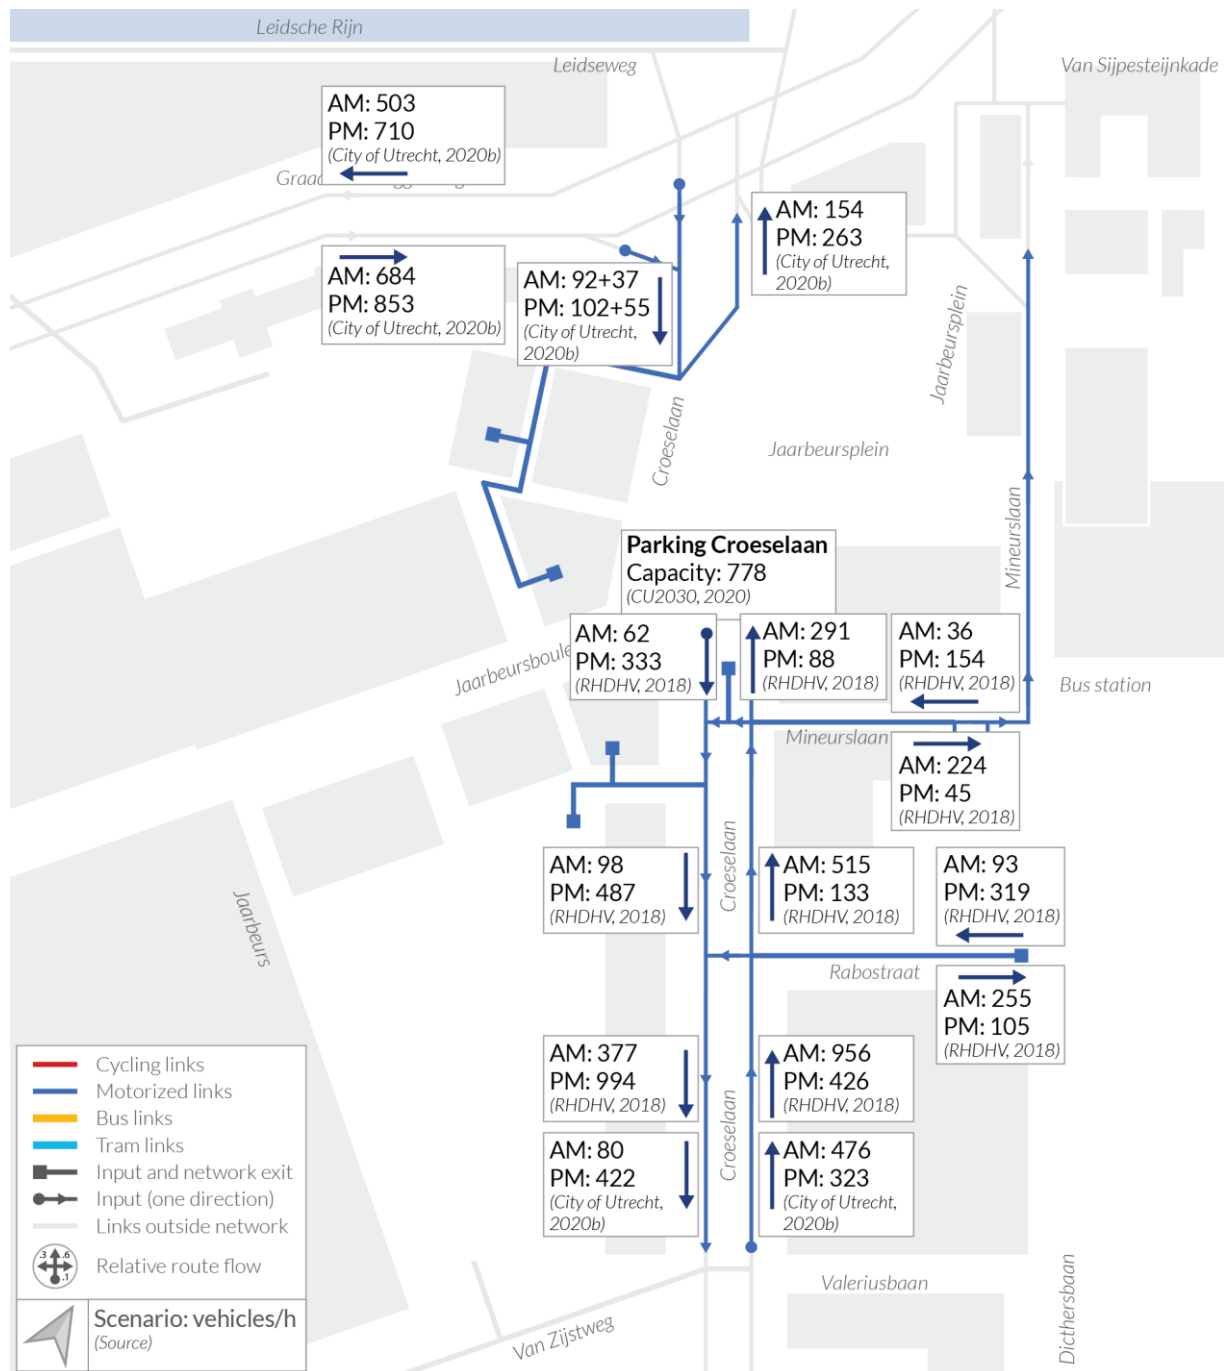 Leidsche Rijn
Leidseweg
Van Sijpesteijnkade
AM: 503
PM: 710
(City of Utrecht, 2020b)
AM: 154
PM: 263
(City of Utrecht,
2020b)
AM: 684
PM: 853
(City of Utrecht, 2020b)
AM: 92+37
PM: 102+55
(City of Utrecht,
2020b)
Jaarbeursplein
Croeselaan
Jaarbeursplein
Mineurslaan
Parking Croeselaan
Capacity: 778
(CU2030, 2020)
AM: 62
PM: 333
(RHDHV, 2018)
AM: 291
PM: 88
(RHDHV, 2018)
AM: 36
PM: 154
(RHDHV, 2018)
Jaarbeursboule
Bus station
Mineurslaan
AM: 224
PM: 45
(RHDHV, 2018)
Croeselaan
AM: 98
PM: 487
(RHDHV, 2018)
AM: 515
PM: 133
(RHDHV, 2018)
AM: 93
PM: 319
(RHDHV, 2018)
Jaarbeurs
Rabostraat
AM: 255
PM: 105
(RHDHV, 2018)
AM: 377
PM: 994
(RHDHV, 2018)
AM: 956
PM: 426
(RHDHV, 2018)
Croeselaan
AM: 80
PM: 422
(City of Utrecht,
2020b)
AM: 476
PM: 323
(City of Utrecht,
2020b)
Valeriusbaan
Dicthersbaan
Van Zijstweg
Cycling links
Motorized links
Bus links
Tram links
Input and network exit
Input (one direction)
Links outside network
.3 .6
.1
Relative route flow
Scenario: vehicles/h
(Source)